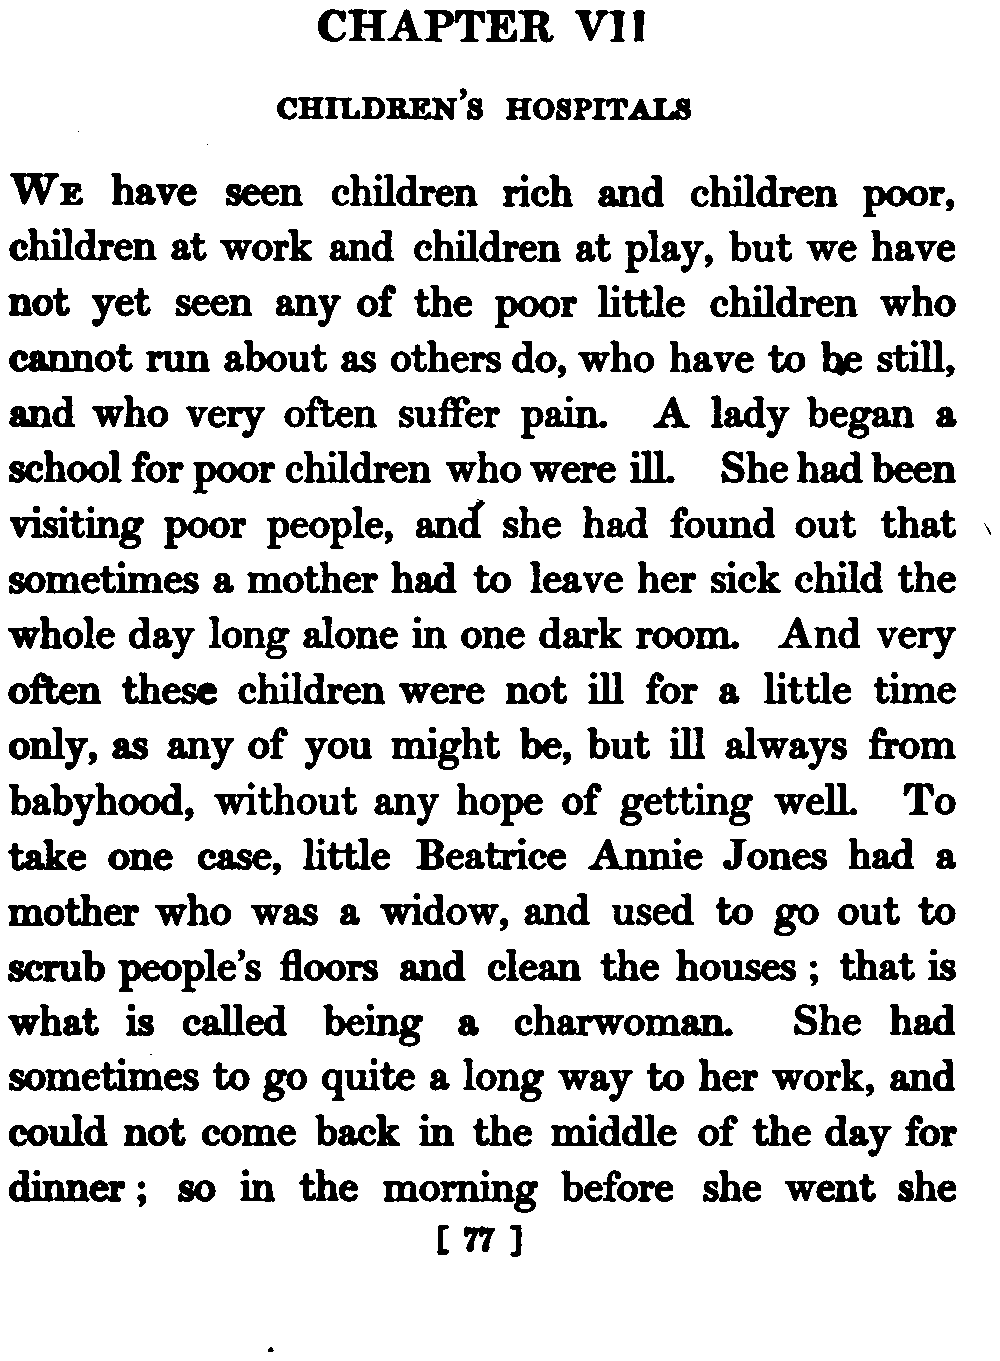 CHAPTER VII
CHILDREN'S HOSPITALS
WE have seen children rich and children poor,
children at work and children at play, but we have
not yet seen any of the poor little children who
cannot run about as others do, who have to be still,
and who very often suffer pain. A lady began a
school for poor children who were ill. She had been
visiting poor people, and she had found out that
sometimes a mother had to leave her sick child the
whole day long alone in one dark room. And very
often these children were not ill for a little time
only, as any of you might be, but ill always from
babyhood, without any hope of getting well. To
take one case, little Beatrice Annie Jones had a
mother who was a widow, and used to go out to
scrub people's floors and clean the houses ; that is
what is called being a charwoman. She had
sometimes to go quite a long way to her work, and
could not come back in the middle of the day for
dinner ; so in the morning before she went she
[ 77 ]